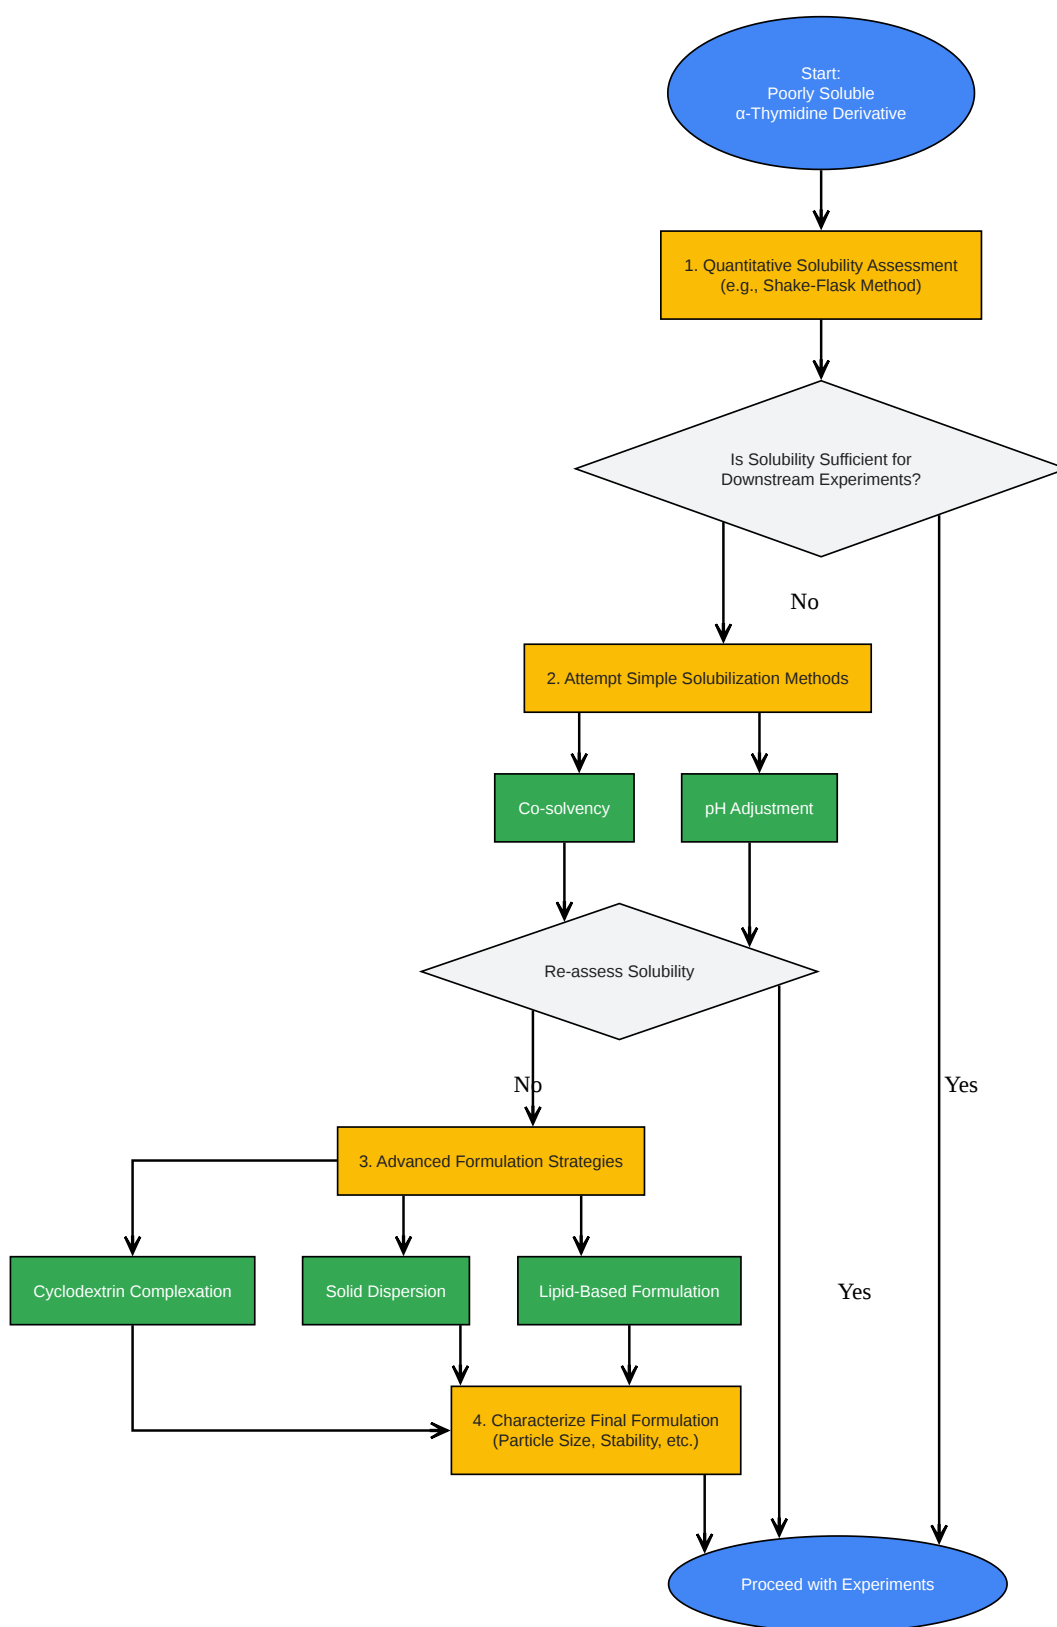 Start:
Poorly Soluble
α-Thymidine Derivative
1. Quantitative Solubility Assessment
(e.g., Shake-Flask Method)
Is Solubility Sufficient for
Downstream Experiments?
No
2. Attempt Simple Solubilization Methods
Co-solvency
pH Adjustment
Re-assess Solubility
No
Yes
3. Advanced Formulation Strategies
Cyclodextrin Complexation
Solid Dispersion
Lipid-Based Formulation
Yes
4. Characterize Final Formulation
(Particle Size, Stability, etc.)
Proceed with Experiments